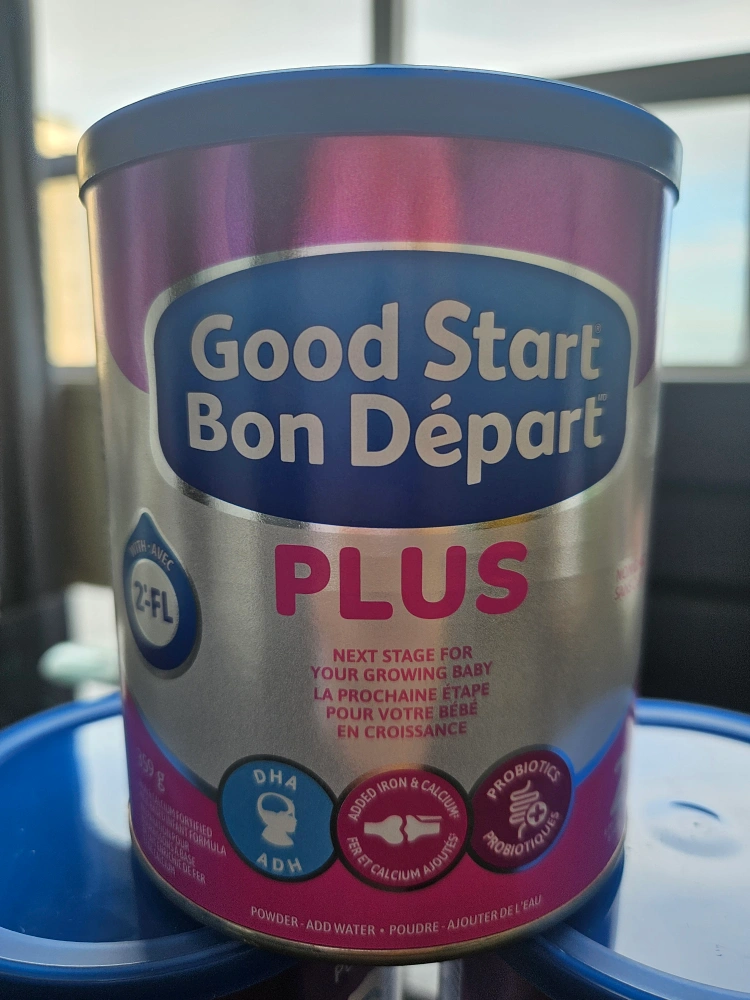 Good Start
Bon Départ
WITH - AVEC
2'-FL
PLUS
NEXT STAGE FOR
YOUR GROWING BABY
LA PROCHAINE ÉTAPE
POUR VOTRE BÉBÉ
EN CROISSANCE
DHA
ADH
ADDED IRON & CALCIUM
FER ET CALCIUM AJOUTÉS
PROBIOTICS
PROBIOTIQUES
FORTIFIED
FORMULA
POWDER - ADD WATER • POUDRE - AJOUTER DE L'EAU